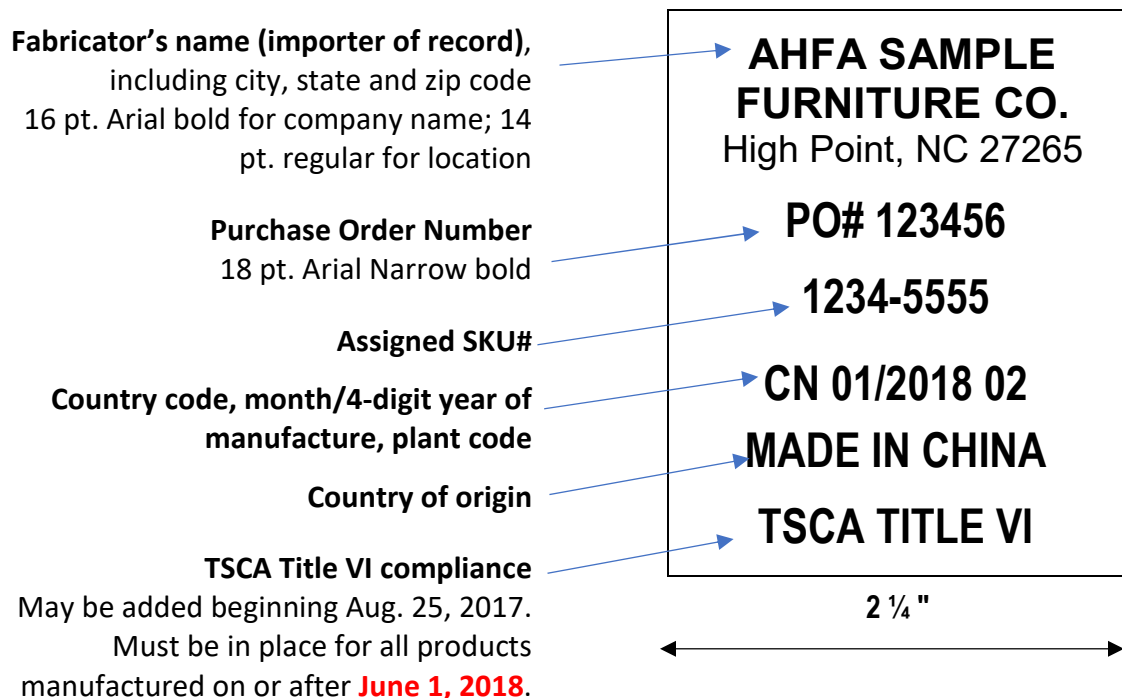 Fabricator’s name (importer of record),
including city, state and zip code
16 pt. Arial bold for company name; 14
pt. regular for location
Purchase Order Number
18 pt. Arial Narrow bold
Assigned SKU#
Country code, month/4-digit year of
manufacture, plant code
Country of origin
TSCA Title VI compliance
May be added beginning Aug. 25, 2017.
Must be in place for all products
manufactured on or after June 1, 2018.
AHFA SAMPLE
FURNITURE CO.
High Point, NC 27265
PO# 123456
1234-5555
CN 01/2018 02
MADE IN CHINA
TSCA TITLE VI
2 ¼ "